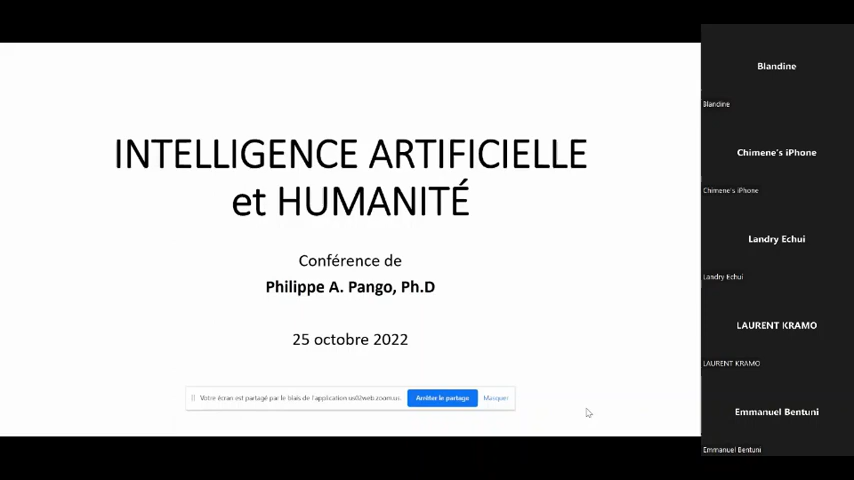 INTELLIGENCE ARTIFICIELLE
et HUMANITÉ
Conférence de
Philippe A. Pango, Ph.D
25 octobre 2022
Votre écran est partagé par le biais de l'application us02web.zoom.us.
Arrêter le partage
Masquer
Blandine
Blandine
Chimene's iPhone
Chimene's iPhone
Landry Echui
Landry Echui
LAURENT KRAMO
LAURENT KRAMO
Emmanuel Bentuni
Emmanuel Bentuni